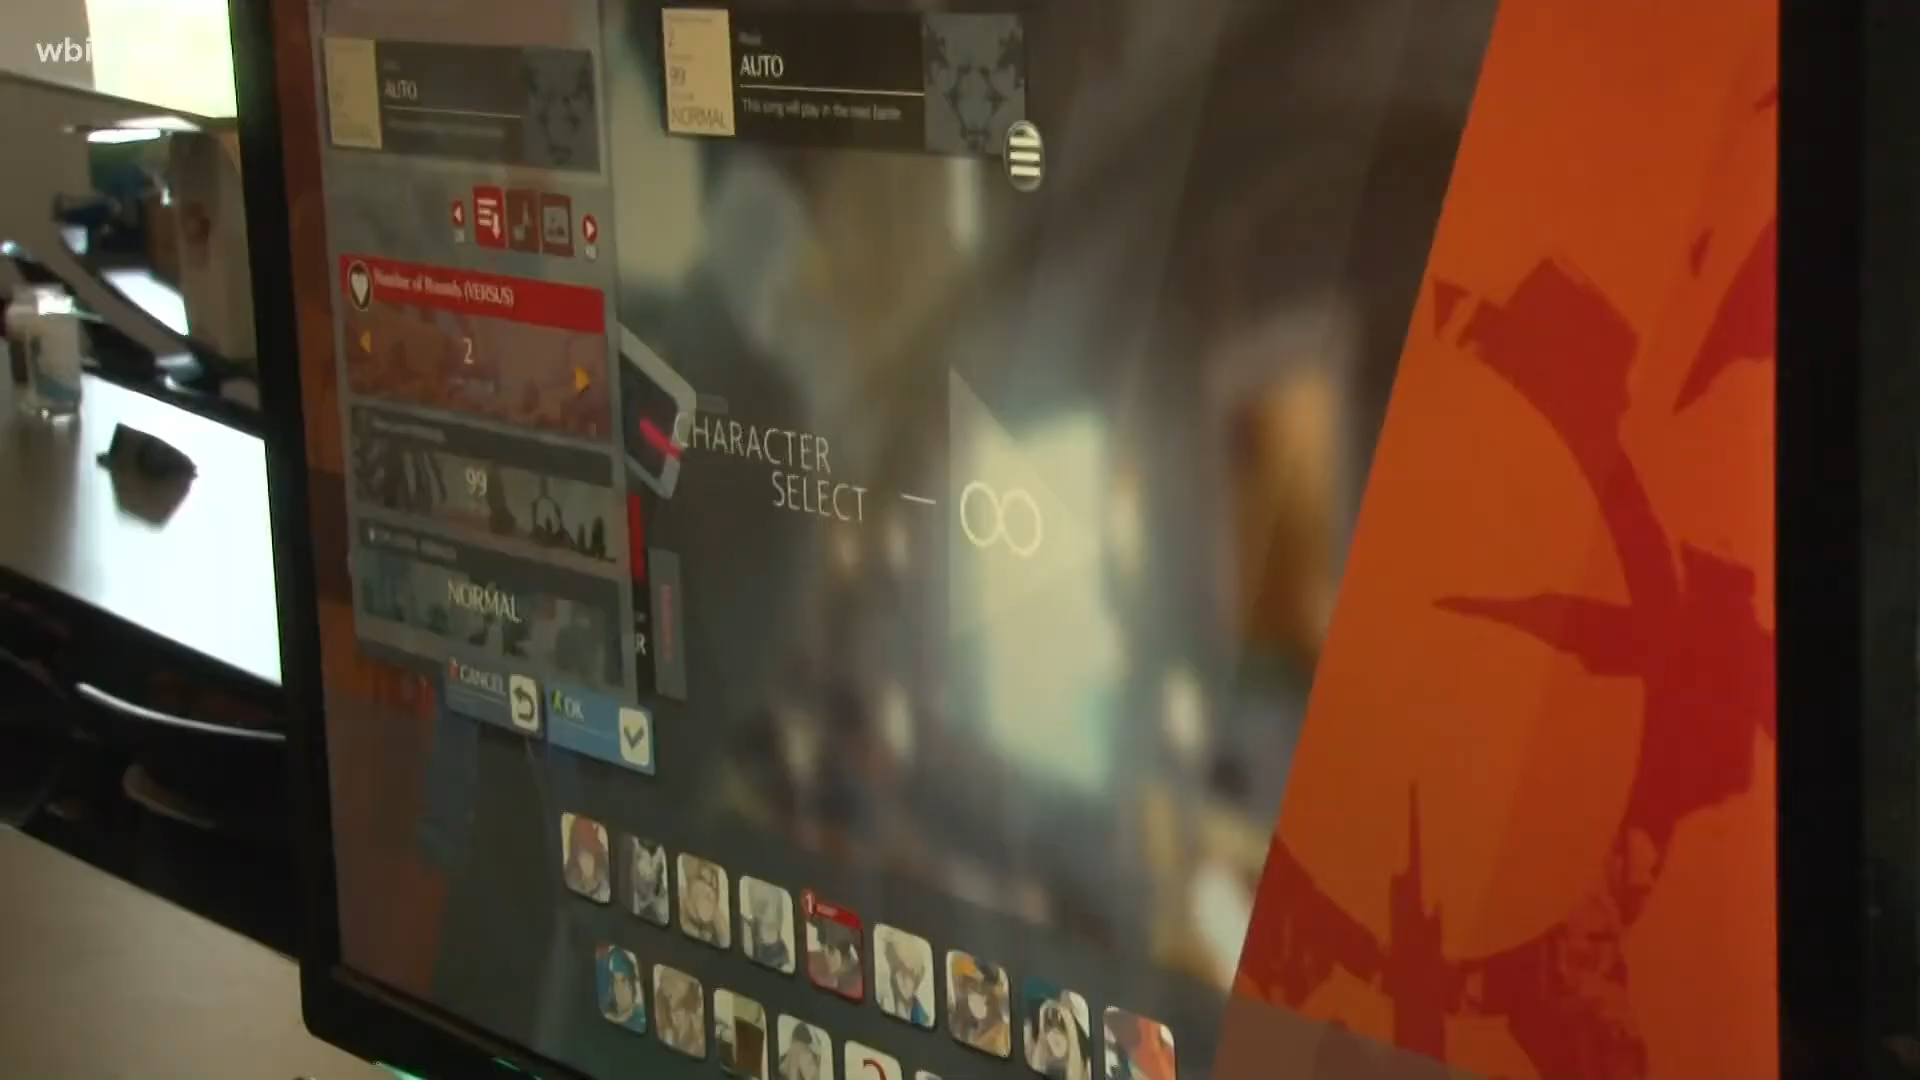 wbi
AUTO
AUTO
This song will play in the next battle
99
NORMAL
Number of Rounds (VERSUS)
2
99
NORMAL
CANCEL
OK
CHARACTER
SELECT
R
1